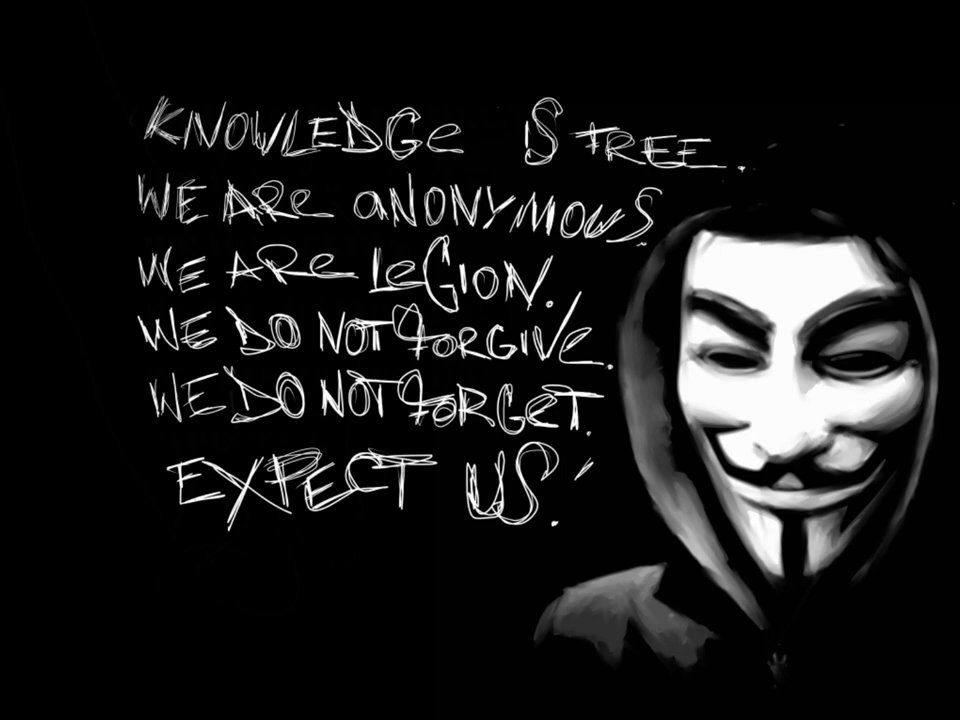 KNOWLEDGe IS FREE.
WE ARe aNONYMOUS.
WE ARe LeGION.
WE DO NOT FORGIVe.
WE DO NOT FORGeT.
EXPECT US!